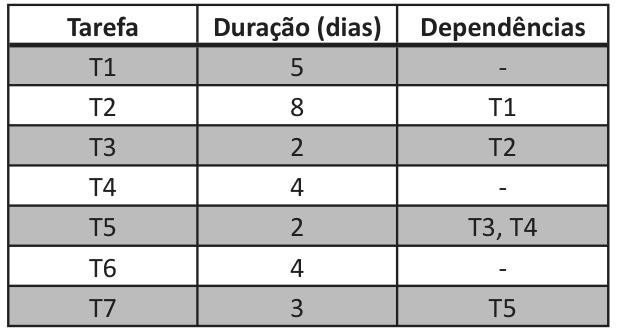 Tarefa Duração (dias) Dependências
T1 5 -
T2 8 T1
T3 2 T2
T4 4 -
T5 2 T3, T4
T6 4 -
T7 3 T5